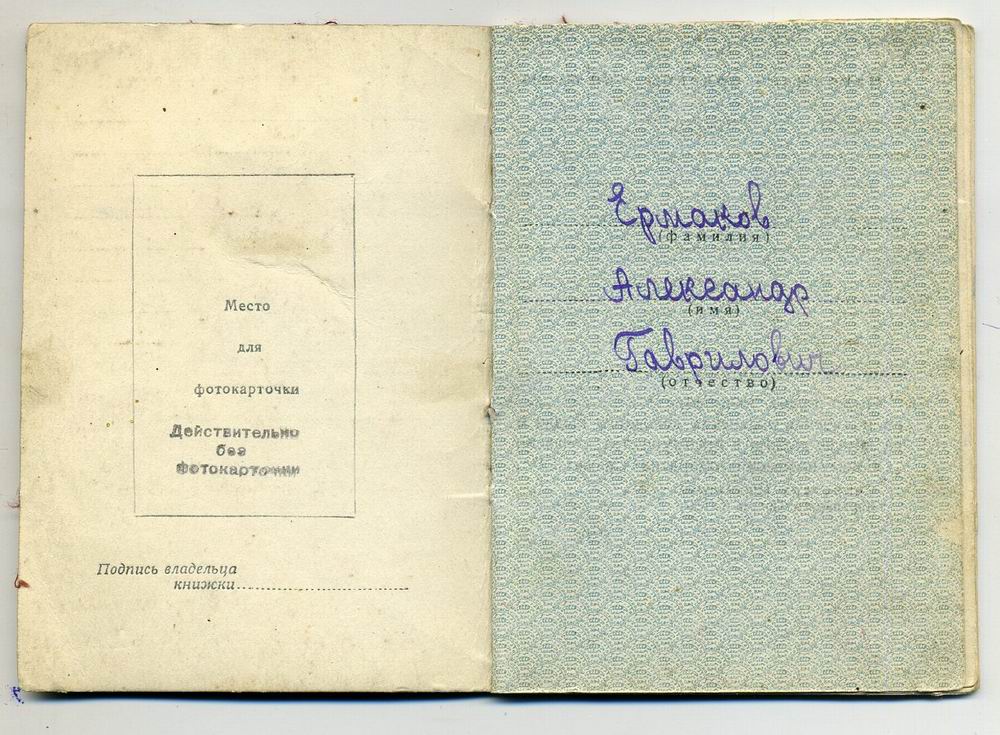 Место
для
фотокарточки
Действительно
без
Фотокарточки
Подпись владельца
книжки
Ермаков
(фамилия)
Александр
(имя)
Гаврилович
(отчество)